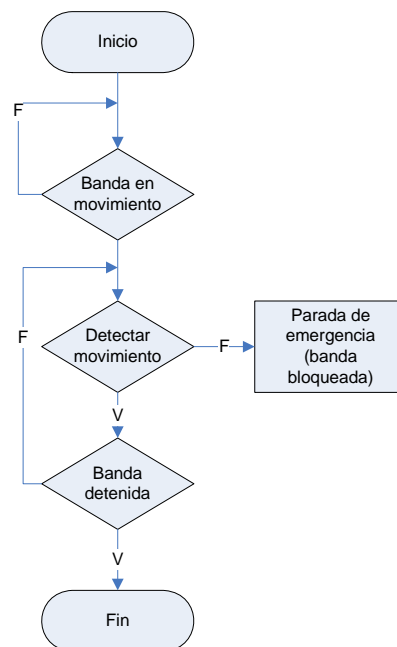 Inicio
F
Banda en
movimiento
F
Detectar
movimiento
F
Parada de
emergencia
(banda
bloqueada)
V
Banda
detenida
V
Fin